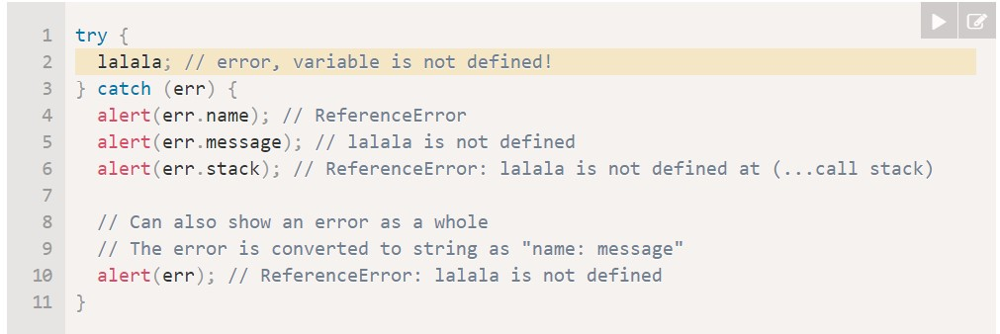 1 try {
2   lalala; // error, variable is not defined!
3 } catch (err) {
4   alert(err.name); // ReferenceError
5   alert(err.message); // lalala is not defined
6   alert(err.stack); // ReferenceError: lalala is not defined at (...call stack)
7
8   // Can also show an error as a whole
9   // The error is converted to string as "name: message"
10   alert(err); // ReferenceError: lalala is not defined
11 }